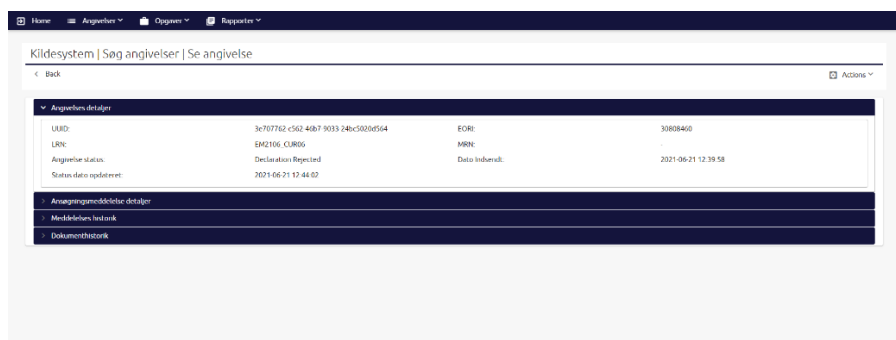 Home Angivelser Opgaver Rapporter
Kildesystem | Søg angivelser | Se angivelse
Back Actions
Angivelses detaljer
UUID: 3e707762-c562-46b7-9033-24bc5020d564 EORI: 30808460
LRN: EM2106_CUR06 MRN: -
Angivelse status: Declaration Rejected Dato Indsendt: 2021-06-21 12:39:58
Status dato opdateret: 2021-06-21 12:44:02
Ansøgningsmeddelelse detaljer
Meddelelses historik
Dokumenthistorik